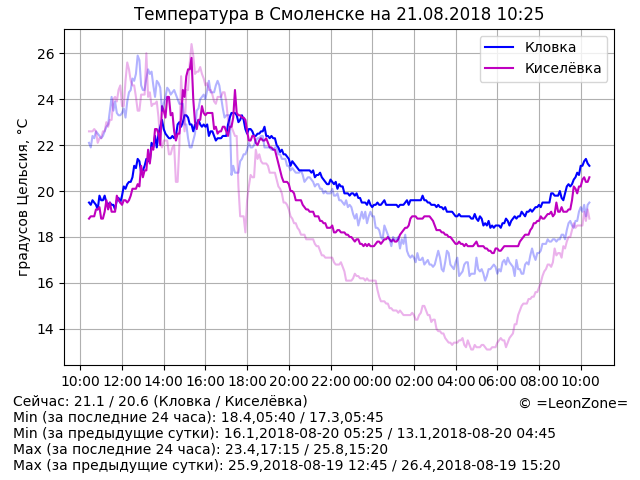 Температура в Смоленске на 21.08.2018 10:25
Кловка
Киселёвка
градусов Цельсия, °C
26
24
22
20
18
16
14
10:00 12:00 14:00 16:00 18:00 20:00 22:00 00:00 02:00 04:00 06:00 08:00 10:00
Сейчас: 21.1 / 20.6 (Кловка / Киселёвка)
© =LeonZone=
Min (за последние 24 часа): 18.4,05:40 / 17.3,05:45
Min (за предыдущие сутки): 16.1,2018-08-20 05:25 / 13.1,2018-08-20 04:45
Max (за последние 24 часа): 23.4,17:15 / 25.8,15:20
Max (за предыдущие сутки): 25.9,2018-08-19 12:45 / 26.4,2018-08-19 15:20